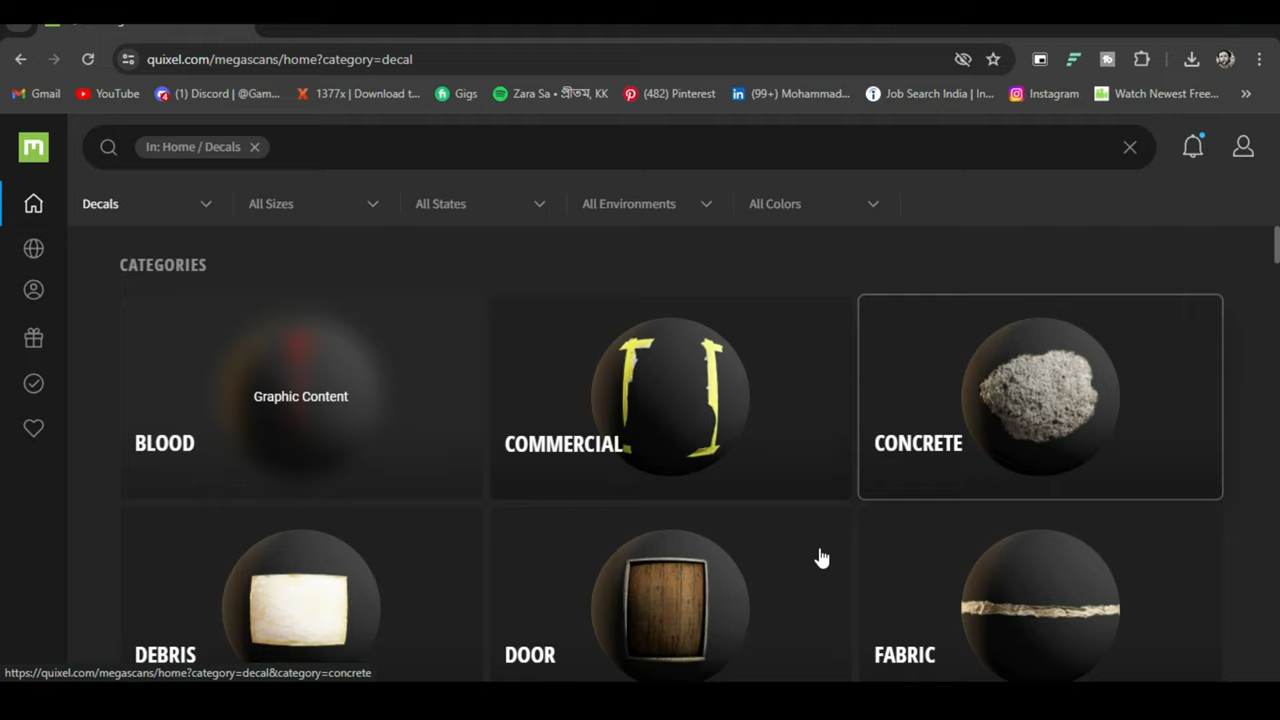 quixel.com/megascans/home?category=decal
Gmail YouTube (1) Discord | @Gam... 1377x | Download t... Gigs Zara Sa • শ্রীতম, KK (482) Pinterest (99+) Mohammad... Job Search India | In... Instagram Watch Newest Free... »
In: Home / Decals
Decals All Sizes All States All Environments All Colors
CATEGORIES
Graphic Content
BLOOD COMMERCIAL CONCRETE
DEBRIS DOOR FABRIC
https://quixel.com/megascans/home?category=decal&category=concrete